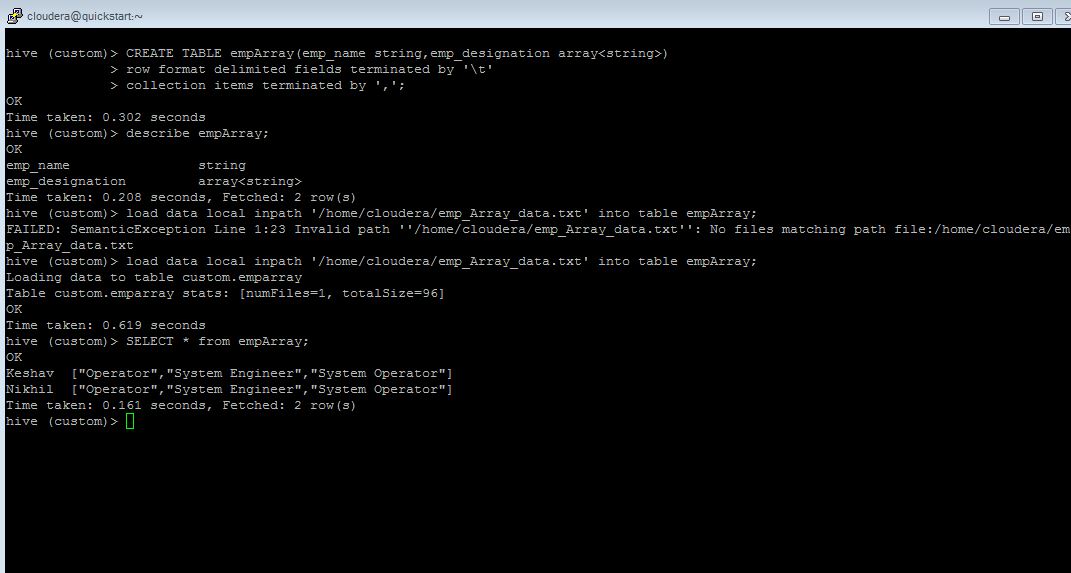 cloudera@quickstart:~
hive (custom)> CREATE TABLE empArray(emp_name string,emp_designation array<string>)
> row format delimited fields terminated by '\t'
> collection items terminated by ',';
OK
Time taken: 0.302 seconds
hive (custom)> describe empArray;
OK
emp_name string
emp_designation array<string>
Time taken: 0.208 seconds, Fetched: 2 row(s)
hive (custom)> load data local inpath '/home/cloudera/emp_Array_data.txt' into table empArray;
FAILED: SemanticException Line 1:23 Invalid path ''/home/cloudera/emp_Array_data.txt'': No files matching path file:/home/cloudera/em
p_Array_data.txt
hive (custom)> load data local inpath '/home/cloudera/emp_Array_data.txt' into table empArray;
Loading data to table custom.emparray
Table custom.emparray stats: [numFiles=1, totalSize=96]
OK
Time taken: 0.619 seconds
hive (custom)> SELECT * from empArray;
OK
Keshav ["Operator","System Engineer","System Operator"]
Nikhil ["Operator","System Engineer","System Operator"]
Time taken: 0.161 seconds, Fetched: 2 row(s)
hive (custom)>